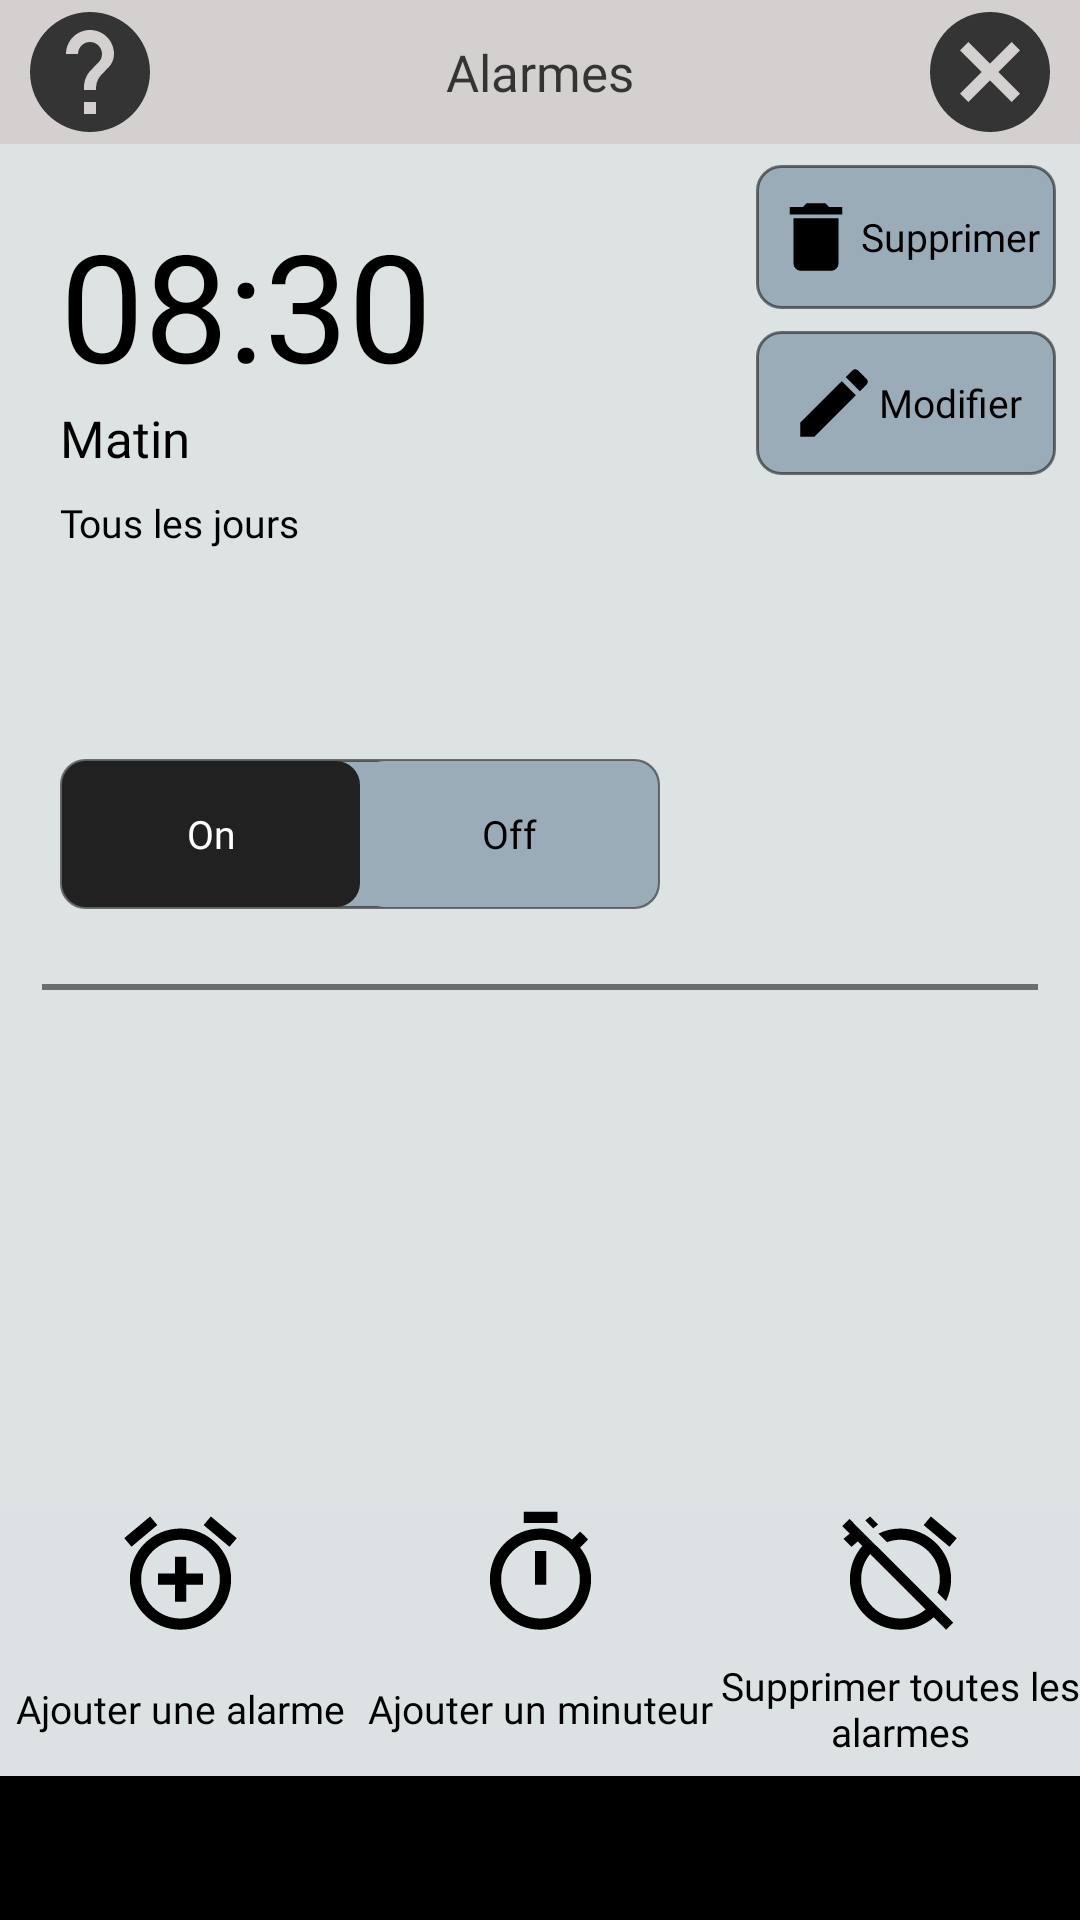 Alarmes
Supprimer
08:30
Modifier
Matin
Tous les jours
On
Off
Ajouter une alarme
Ajouter un minuteur
Supprimer toutes les
alarmes